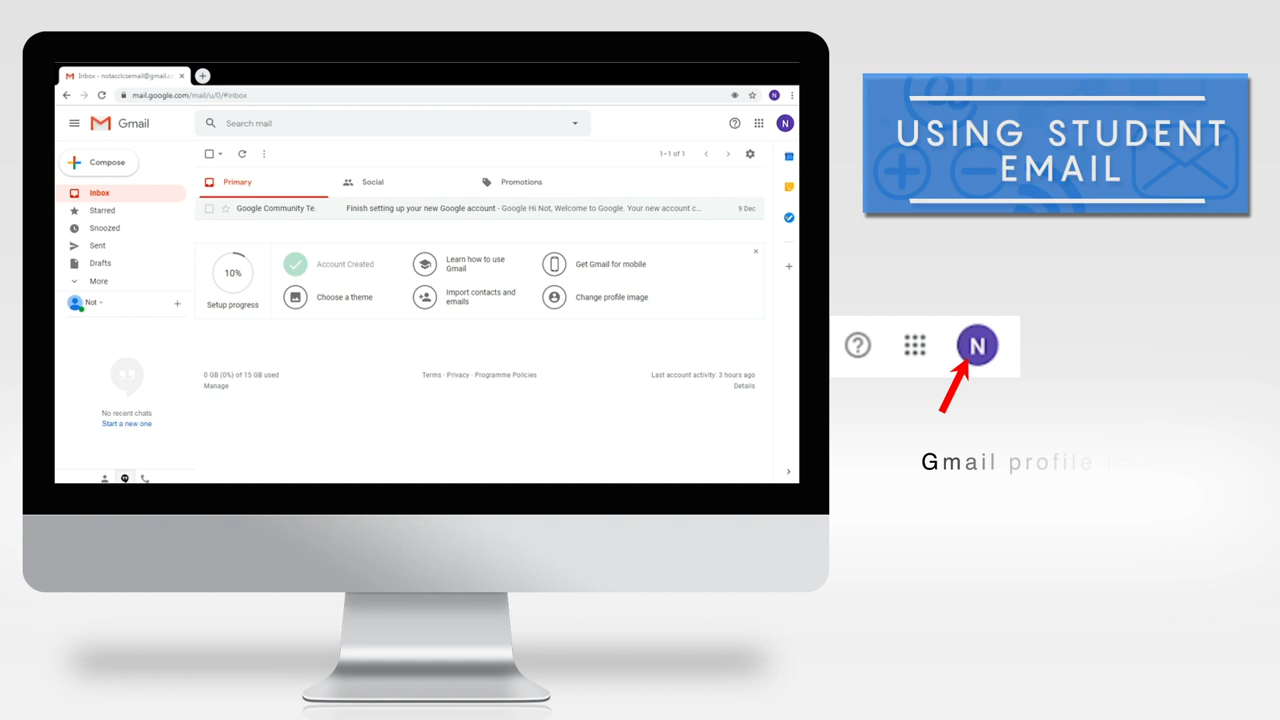 Inbox - notacclcsemail@gmail.c
mail.google.com/mail/u/0/#inbox
N
Gmail
Search mail
N
Compose
1–1 of 1
Primary
Social
Promotions
Inbox
Google Community Te.
Finish setting up your new Google account - Google Hi Not, Welcome to Google. Your new account c...
9 Dec
Starred
Snoozed
Sent
Drafts
More
Not
10%
Setup progress
Account Created
Learn how to use
Gmail
Get Gmail for mobile
Choose a theme
Import contacts and
emails
Change profile image
0 GB (0%) of 15 GB used
Manage
Terms · Privacy · Programme Policies
Last account activity: 3 hours ago
Details
No recent chats
Start a new one
USING STUDENT
EMAIL
N
Gmail profile